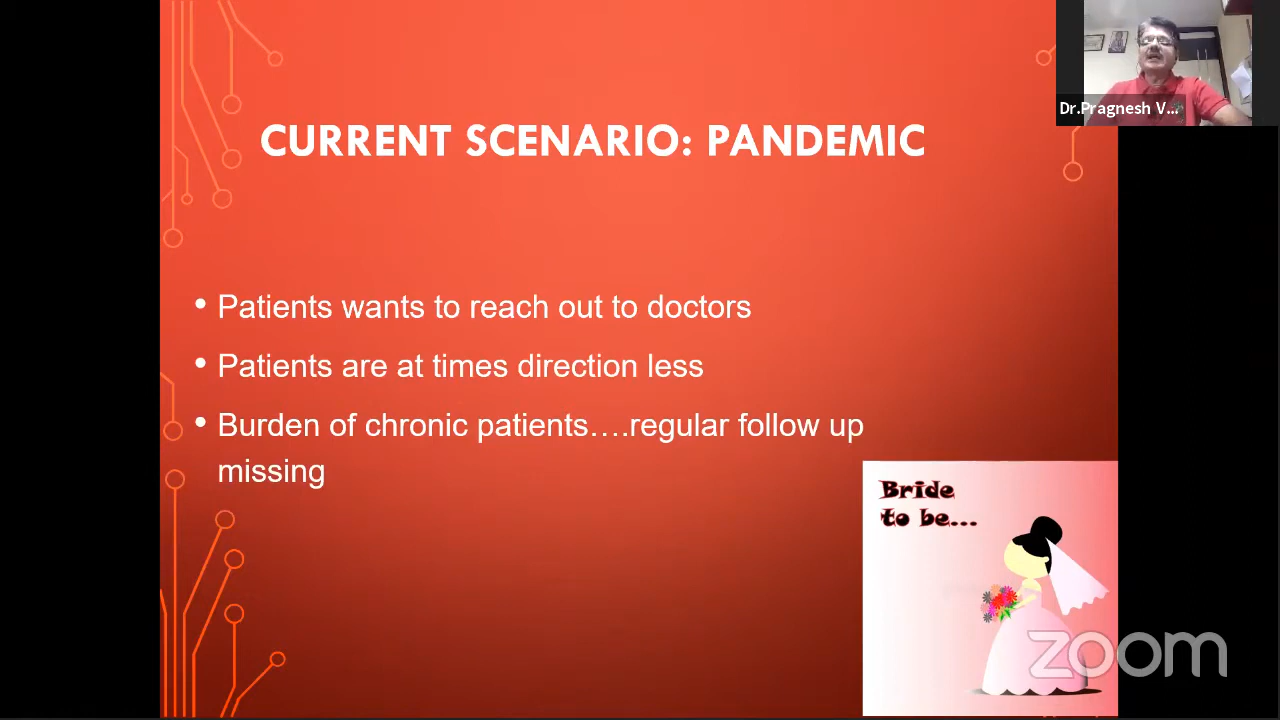 Dr.Pragnesh V...
CURRENT SCENARIO: PANDEMIC
• Patients wants to reach out to doctors
• Patients are at times direction less
• Burden of chronic patients....regular follow up
missing
Bride
to be...
zoom